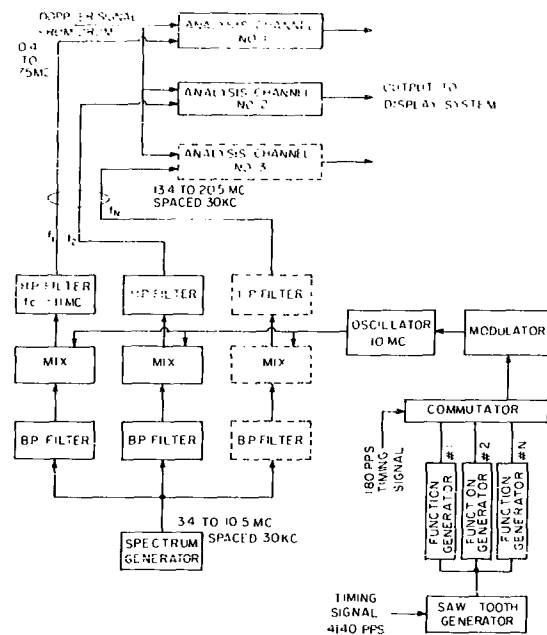 DOPPLER SIGNAL
FROM DRUM
0.4
TO
7.5MC
ANALYSIS CHANNEL
NO. 1
ANALYSIS CHANNEL
NO. 2
OUTPUT TO
DISPLAY SYSTEM
ANALYSIS CHANNEL
NO. 3
13.4 TO 20.5 MC
SPACED 30KC
f1
f2
fN
HP FILTER
MC
HP FILTER
HP FILTER
OSCILLATOR
10 MC
MODULATOR
MIX
MIX
MIX
COMMUTATOR
180 PPS
TIMING
SIGNAL
BP FILTER
BP FILTER
BP FILTER
#1
#2
#N
FUNCTION
GENERATOR
FUNCTION
GENERATOR
FUNCTION
GENERATOR
3.4 TO 10.5 MC
SPACED 30KC
SPECTRUM
GENERATOR
TIMING
SIGNAL
4140 PPS
SAW TOOTH
GENERATOR